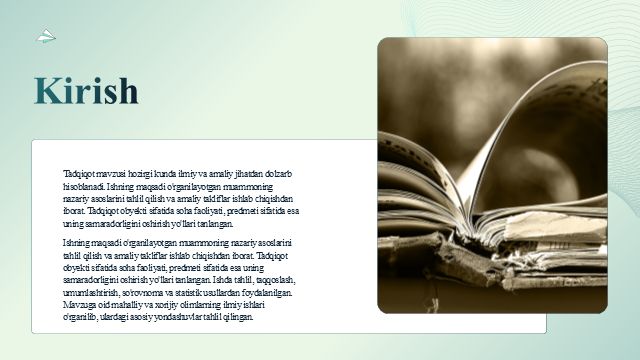 Kirish
Tadqiqot mavzusi hozirgi kunda ilmiy va amaliy jihatdan dolzarb
hisoblanadi. Ishning maqsadi o'rganilayotgan muammoning
nazariy asoslarini tahlil qilish va amaliy takliflar ishlab chiqishdan
iborat. Tadqiqot obyekti sifatida soha faoliyati, predmeti sifatida esa
uning samaradorligini oshirish yo'llari tanlangan.
Ishning maqsadi o'rganilayotgan muammoning nazariy asoslarini
tahlil qilish va amaliy takliflar ishlab chiqishdan iborat. Tadqiqot
obyekti sifatida soha faoliyati, predmeti sifatida esa uning
samaradorligini oshirish yo'llari tanlangan. Ishda tahlil, taqqoslash,
umumlashtirish, so'rovnoma va statistik usullardan foydalanilgan.
Mavzuga oid mahalliy va xorijiy olimlarning ilmiy ishlari
o'rganilib, ulardagi asosiy yondashuvlar tahlil qilingan.